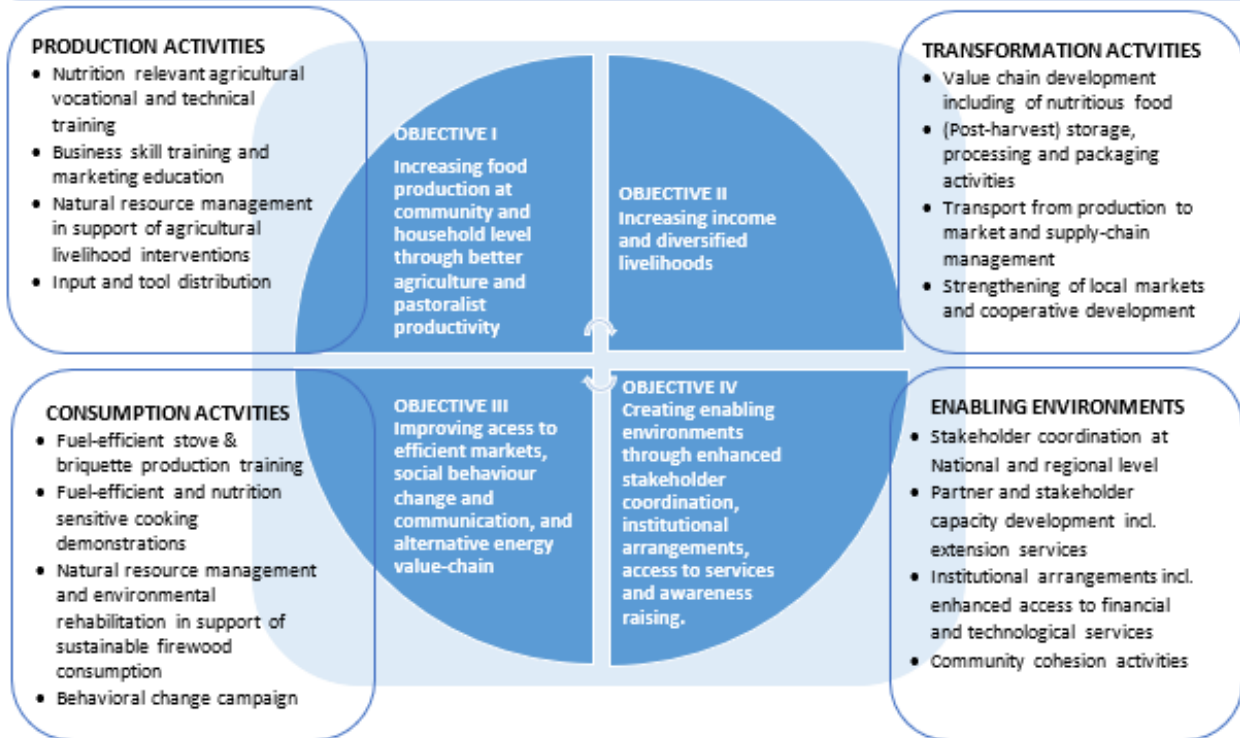 PRODUCTION ACTIVITIES
• Nutrition relevant agricultural
vocational and technical
training
• Business skill training and
marketing education
• Natural resource management
in support of agricultural
livelihood interventions
• Input and tool distribution
OBJECTIVE I
Increasing food
production at
community and
household level
through better
agriculture and
pastoralist
productivity
OBJECTIVE II
Increasing income
and diversified
livelihoods
TRANSFORMATION ACTVITIES
• Value chain development
including of nutritious food
• (Post-harvest) storage,
processing and packaging
activities
• Transport from production to
market and supply-chain
management
• Strengthening of local markets
and cooperative development
CONSUMPTION ACTVITIES
• Fuel-efficient stove &
briquette production training
• Fuel-efficient and nutrition
sensitive cooking
demonstrations
• Natural resource management
and environmental
rehabilitation in support of
sustainable firewood
consumption
• Behavioral change campaign
OBJECTIVE III
Improving acess to
efficient markets,
social behaviour
change and
communication, and
alternative energy
value-chain
OBJECTIVE IV
Creating enabling
environments
through enhanced
stakeholder
coordination,
institutional
arrangements,
access to services
and awareness
raising.
ENABLING ENVIRONMENTS
• Stakeholder coordination at
National and regional level
• Partner and stakeholder
capacity development incl.
extension services
• Institutional arrangements incl.
enhanced access to financial
and technological services
• Community cohesion activities